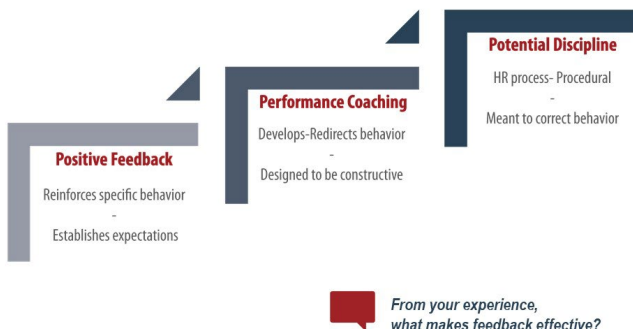 Potential Discipline
HR process- Procedural
-
Meant to correct behavior
Performance Coaching
Develops-Redirects behavior
-
Designed to be constructive
Positive Feedback
Reinforces specific behavior
-
Establishes expectations
From your experience,
what makes feedback effective?